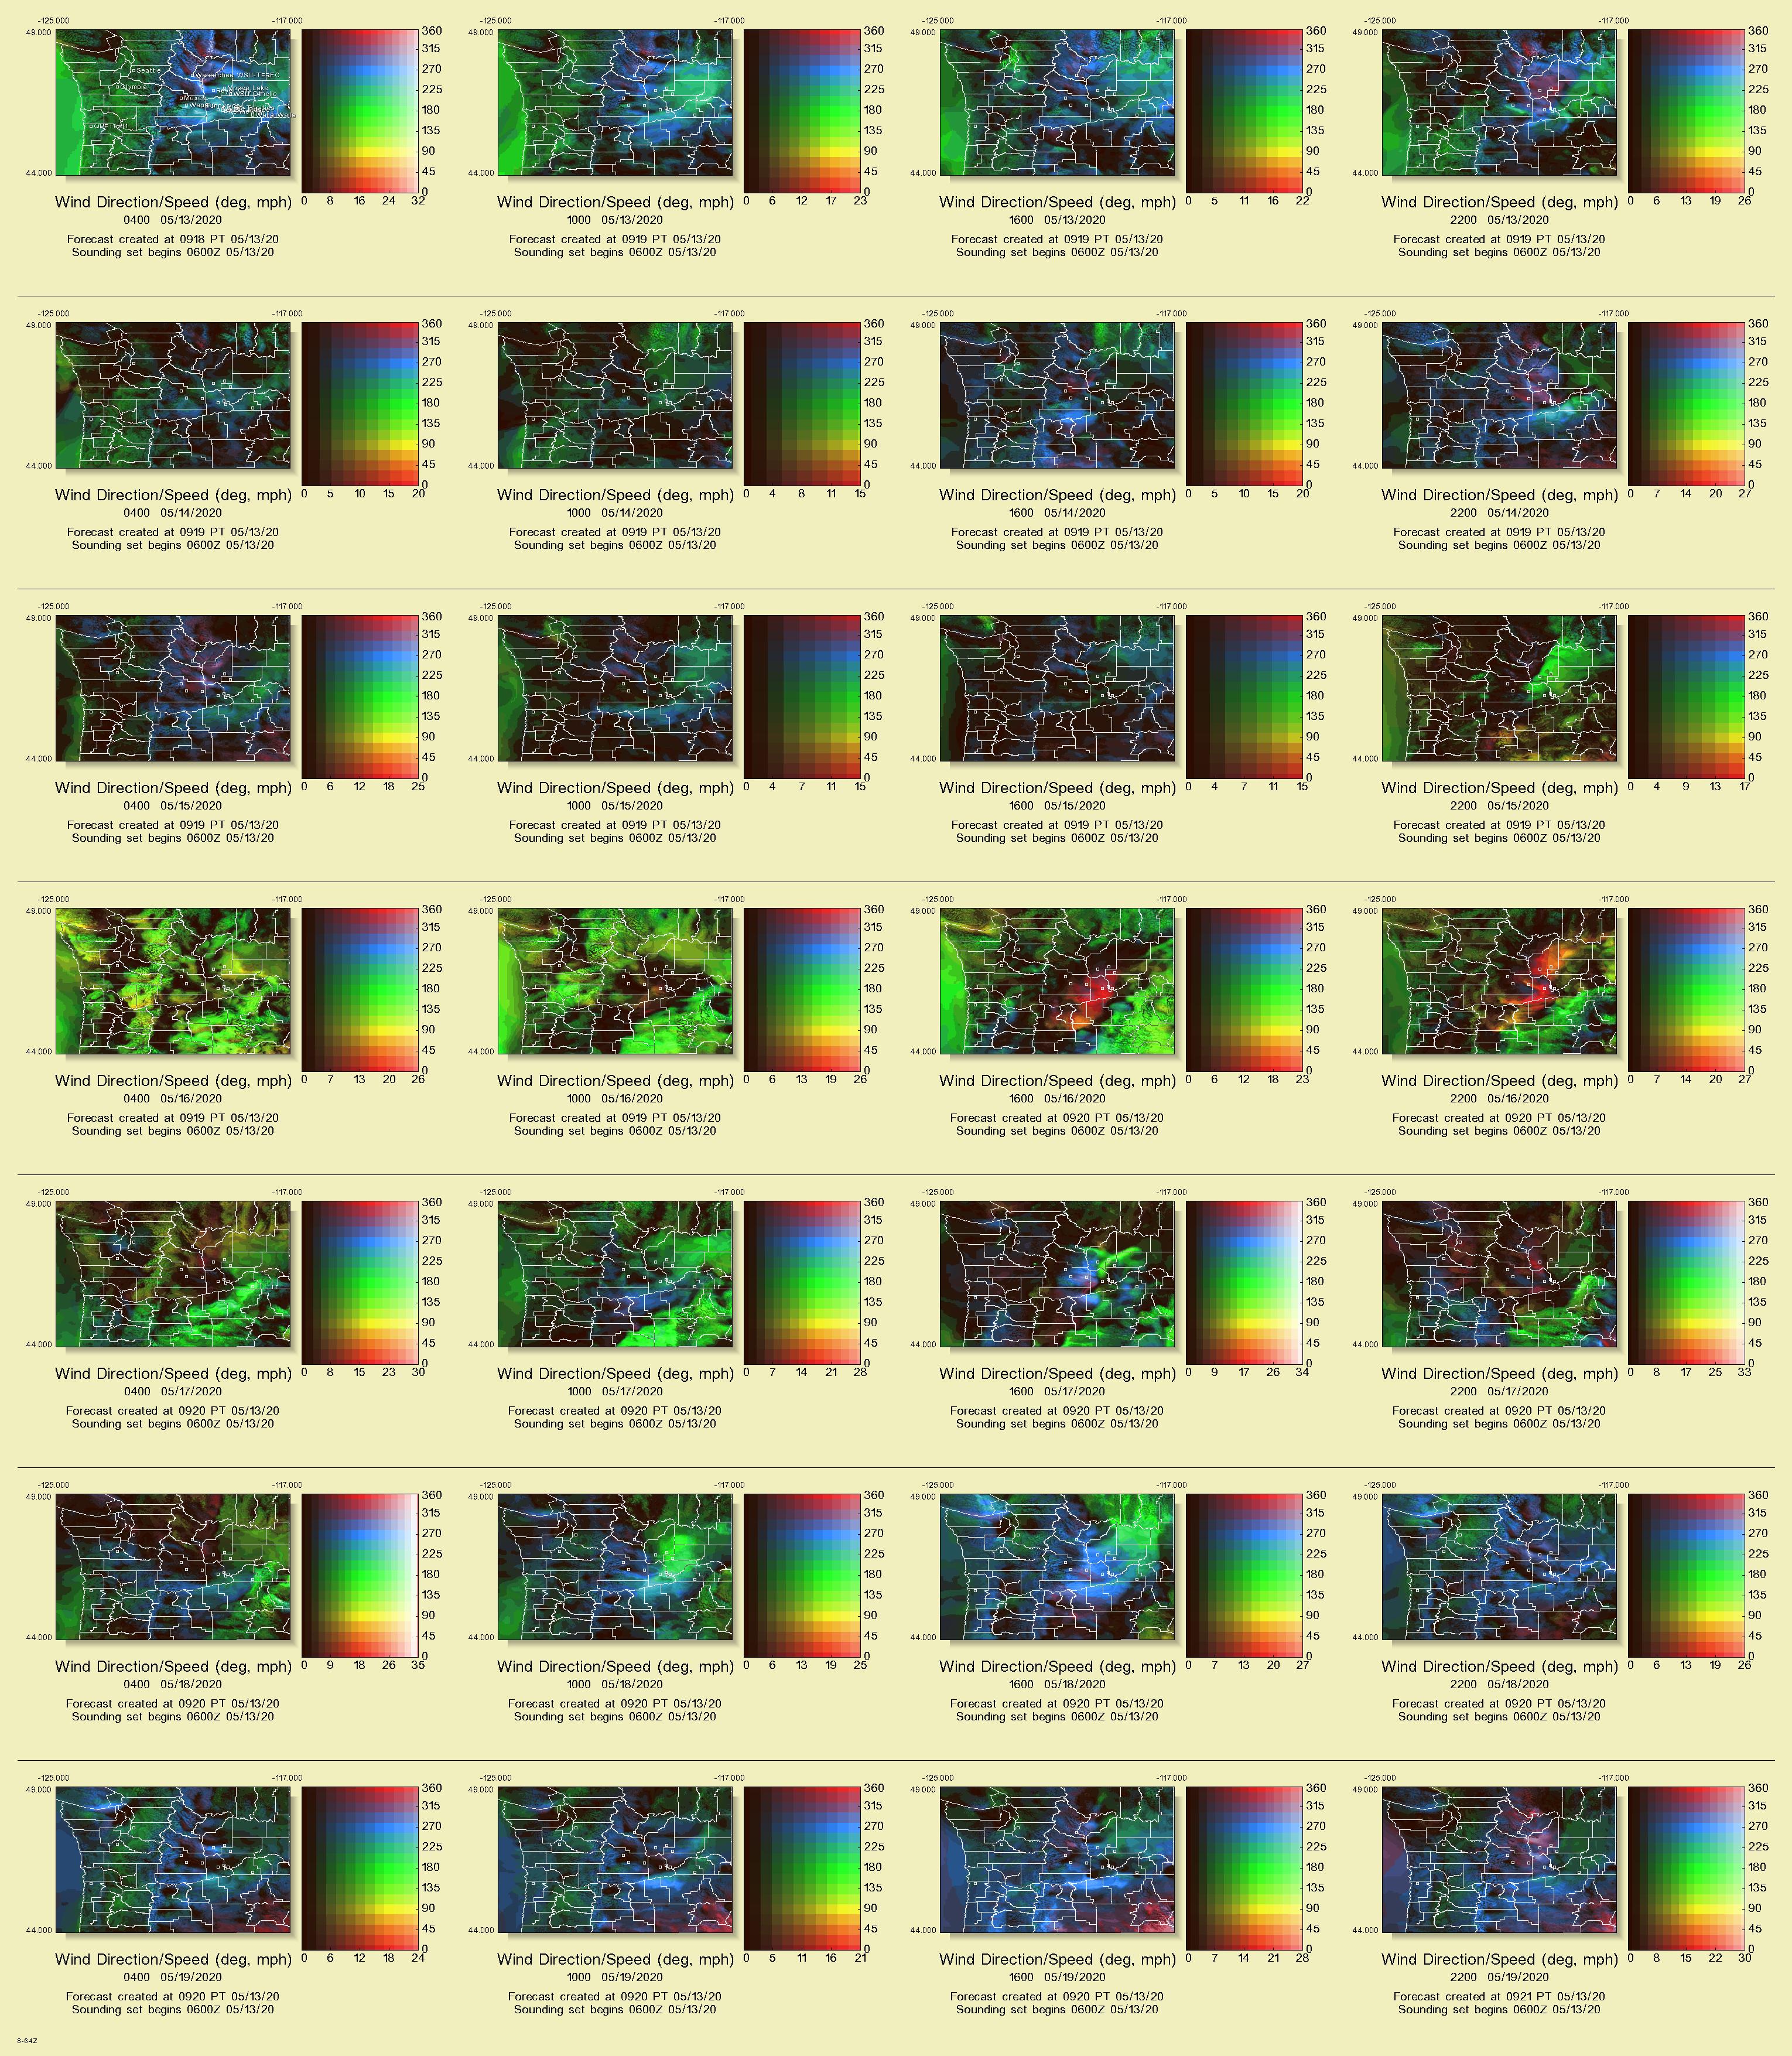 -125.000 -117.000 -125.000 -117.000 -125.000 -117.000 -125.000 -117.000
49.000 360 49.000 360 49.000 360 49.000 360
315 315 315 315
270 270 270 270
Seattle
Wenatchee WSU-TFREC
225 225 225 225
Olympia
Moxee
180 180 180 180
135 135 135 135
90 90 90 90
45 45 45 45
44.000 0 44.000 0 44.000 0 44.000 0
0 8 16 24 32 0 6 12 17 23 0 5 11 16 22 0 6 13 19 26
Wind Direction/Speed (deg, mph) Wind Direction/Speed (deg, mph) Wind Direction/Speed (deg, mph) Wind Direction/Speed (deg, mph)
0400 05/13/2020 1000 05/13/2020 1600 05/13/2020 2200 05/13/2020
Forecast created at 0918 PT 05/13/20 Forecast created at 0919 PT 05/13/20 Forecast created at 0919 PT 05/13/20 Forecast created at 0919 PT 05/13/20
Sounding set begins 0600Z 05/13/20 Sounding set begins 0600Z 05/13/20 Sounding set begins 0600Z 05/13/20 Sounding set begins 0600Z 05/13/20
-125.000 -117.000 -125.000 -117.000 -125.000 -117.000 -125.000 -117.000
49.000 360 49.000 360 49.000 360 49.000 360
315 315 315 315
270 270 270 270
225 225 225 225
180 180 180 180
135 135 135 135
90 90 90 90
45 45 45 45
44.000 0 44.000 0 44.000 0 44.000 0
0 5 10 15 20 0 4 8 11 15 0 5 10 15 20 0 7 14 20 27
Wind Direction/Speed (deg, mph) Wind Direction/Speed (deg, mph) Wind Direction/Speed (deg, mph) Wind Direction/Speed (deg, mph)
0400 05/14/2020 1000 05/14/2020 1600 05/14/2020 2200 05/14/2020
Forecast created at 0919 PT 05/13/20 Forecast created at 0919 PT 05/13/20 Forecast created at 0919 PT 05/13/20 Forecast created at 0919 PT 05/13/20
Sounding set begins 0600Z 05/13/20 Sounding set begins 0600Z 05/13/20 Sounding set begins 0600Z 05/13/20 Sounding set begins 0600Z 05/13/20
-125.000 -117.000 -125.000 -117.000 -125.000 -117.000 -125.000 -117.000
49.000 360 49.000 360 49.000 360 49.000 360
315 315 315 315
270 270 270 270
225 225 225 225
180 180 180 180
135 135 135 135
90 90 90 90
45 45 45 45
44.000 0 44.000 0 44.000 0 44.000 0
0 6 12 18 25 0 4 7 11 15 0 4 7 11 15 0 4 9 13 17
Wind Direction/Speed (deg, mph) Wind Direction/Speed (deg, mph) Wind Direction/Speed (deg, mph) Wind Direction/Speed (deg, mph)
0400 05/15/2020 1000 05/15/2020 1600 05/15/2020 2200 05/15/2020
Forecast created at 0919 PT 05/13/20 Forecast created at 0919 PT 05/13/20 Forecast created at 0919 PT 05/13/20 Forecast created at 0919 PT 05/13/20
Sounding set begins 0600Z 05/13/20 Sounding set begins 0600Z 05/13/20 Sounding set begins 0600Z 05/13/20 Sounding set begins 0600Z 05/13/20
-125.000 -117.000 -125.000 -117.000 -125.000 -117.000 -125.000 -117.000
49.000 360 49.000 360 49.000 360 49.000 360
315 315 315 315
270 270 270 270
225 225 225 225
180 180 180 180
135 135 135 135
90 90 90 90
45 45 45 45
44.000 0 44.000 0 44.000 0 44.000 0
0 7 13 20 26 0 6 13 19 26 0 6 12 18 23 0 7 14 20 27
Wind Direction/Speed (deg, mph) Wind Direction/Speed (deg, mph) Wind Direction/Speed (deg, mph) Wind Direction/Speed (deg, mph)
0400 05/16/2020 1000 05/16/2020 1600 05/16/2020 2200 05/16/2020
Forecast created at 0919 PT 05/13/20 Forecast created at 0919 PT 05/13/20 Forecast created at 0920 PT 05/13/20 Forecast created at 0920 PT 05/13/20
Sounding set begins 0600Z 05/13/20 Sounding set begins 0600Z 05/13/20 Sounding set begins 0600Z 05/13/20 Sounding set begins 0600Z 05/13/20
-125.000 -117.000 -125.000 -117.000 -125.000 -117.000 -125.000 -117.000
49.000 360 49.000 360 49.000 360 49.000 360
315 315 315 315
270 270 270 270
225 225 225 225
180 180 180 180
135 135 135 135
90 90 90 90
45 45 45 45
44.000 0 44.000 0 44.000 0 44.000 0
0 8 15 22 30 0 7 14 21 28 0 9 17 26 34 0 8 17 25 33
Wind Direction/Speed (deg, mph) Wind Direction/Speed (deg, mph) Wind Direction/Speed (deg, mph) Wind Direction/Speed (deg, mph)
0400 05/17/2020 1000 05/17/2020 1600 05/17/2020 2200 05/17/2020
Forecast created at 0920 PT 05/13/20 Forecast created at 0920 PT 05/13/20 Forecast created at 0920 PT 05/13/20 Forecast created at 0920 PT 05/13/20
Sounding set begins 0600Z 05/13/20 Sounding set begins 0600Z 05/13/20 Sounding set begins 0600Z 05/13/20 Sounding set begins 0600Z 05/13/20
-125.000 -117.000 -125.000 -117.000 -125.000 -117.000 -125.000 -117.000
49.000 360 49.000 360 49.000 360 49.000 360
315 315 315 315
270 270 270 270
225 225 225 225
180 180 180 180
135 135 135 135
90 90 90 90
45 45 45 45
44.000 0 44.000 0 44.000 0 44.000 0
0 9 18 26 35 0 6 13 19 25 0 7 13 20 27 0 6 13 19 26
Wind Direction/Speed (deg, mph) Wind Direction/Speed (deg, mph) Wind Direction/Speed (deg, mph) Wind Direction/Speed (deg, mph)
0400 05/18/2020 1000 05/18/2020 1600 05/18/2020 2200 05/18/2020
Forecast created at 0920 PT 05/13/20 Forecast created at 0920 PT 05/13/20 Forecast created at 0920 PT 05/13/20 Forecast created at 0920 PT 05/13/20
Sounding set begins 0600Z 05/13/20 Sounding set begins 0600Z 05/13/20 Sounding set begins 0600Z 05/13/20 Sounding set begins 0600Z 05/13/20
-125.000 -117.000 -125.000 -117.000 -125.000 -117.000 -125.000 -117.000
49.000 360 49.000 360 49.000 360 49.000 360
315 315 315 315
270 270 270 270
225 225 225 225
180 180 180 180
135 135 135 135
90 90 90 90
45 45 45 45
44.000 0 44.000 0 44.000 0 44.000 0
0 6 12 18 24 0 5 11 16 21 0 7 14 21 28 0 8 15 22 30
Wind Direction/Speed (deg, mph) Wind Direction/Speed (deg, mph) Wind Direction/Speed (deg, mph) Wind Direction/Speed (deg, mph)
0400 05/19/2020 1000 05/19/2020 1600 05/19/2020 2200 05/19/2020
Forecast created at 0920 PT 05/13/20 Forecast created at 0920 PT 05/13/20 Forecast created at 0920 PT 05/13/20 Forecast created at 0921 PT 05/13/20
Sounding set begins 0600Z 05/13/20 Sounding set begins 0600Z 05/13/20 Sounding set begins 0600Z 05/13/20 Sounding set begins 0600Z 05/13/20